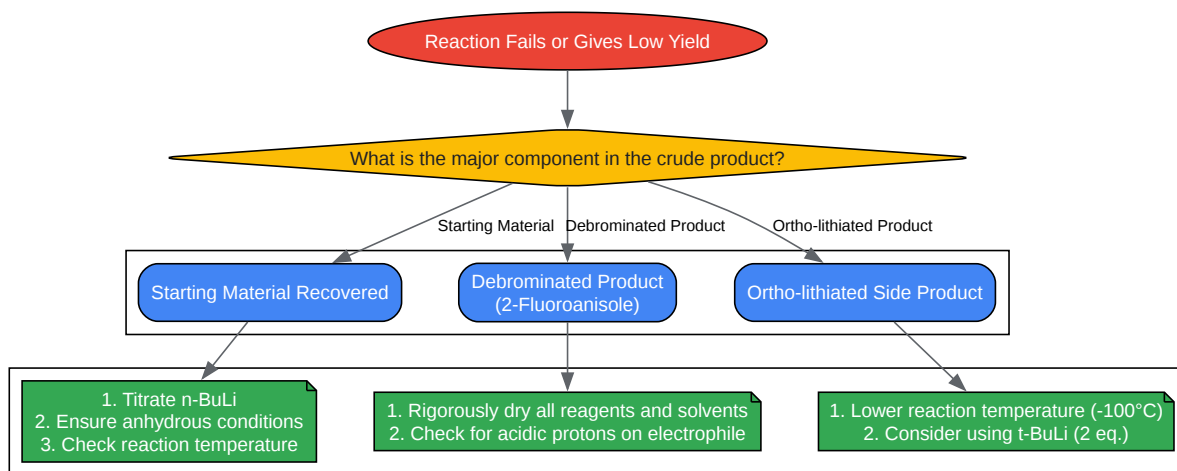 Reaction Fails or Gives Low Yield
What is the major component in the crude product?
Starting Material
Debrominated Product
Ortho-lithiated Product
Starting Material Recovered
Debrominated Product
(2-Fluoroanisole)
Ortho-lithiated Side Product
1. Titrate n-BuLi
2. Ensure anhydrous conditions
3. Check reaction temperature
1. Rigorously dry all reagents and solvents
2. Check for acidic protons on electrophile
1. Lower reaction temperature (-100°C)
2. Consider using t-BuLi (2 eq.)